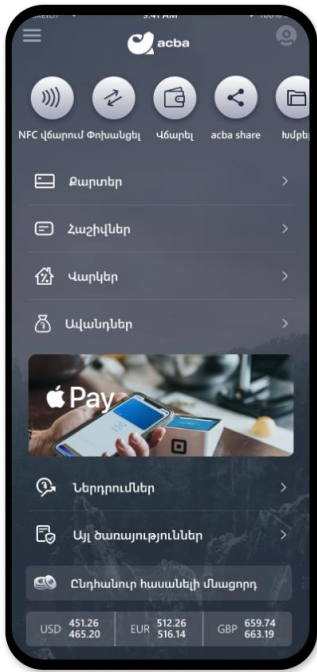 9:41 AM
acba
NFC վճարում Փոխանցել Վճարել acba share
Քարտեր
Հաշիվներ
Վարկեր
Ավանդներ
Pay
Ներդրումներ
Այլ ծառայություններ
Ընդհանուր հասանելի մնացորդ
USD 451.26 EUR 512.26 GBP 659.74
465.20 516.14 663.19